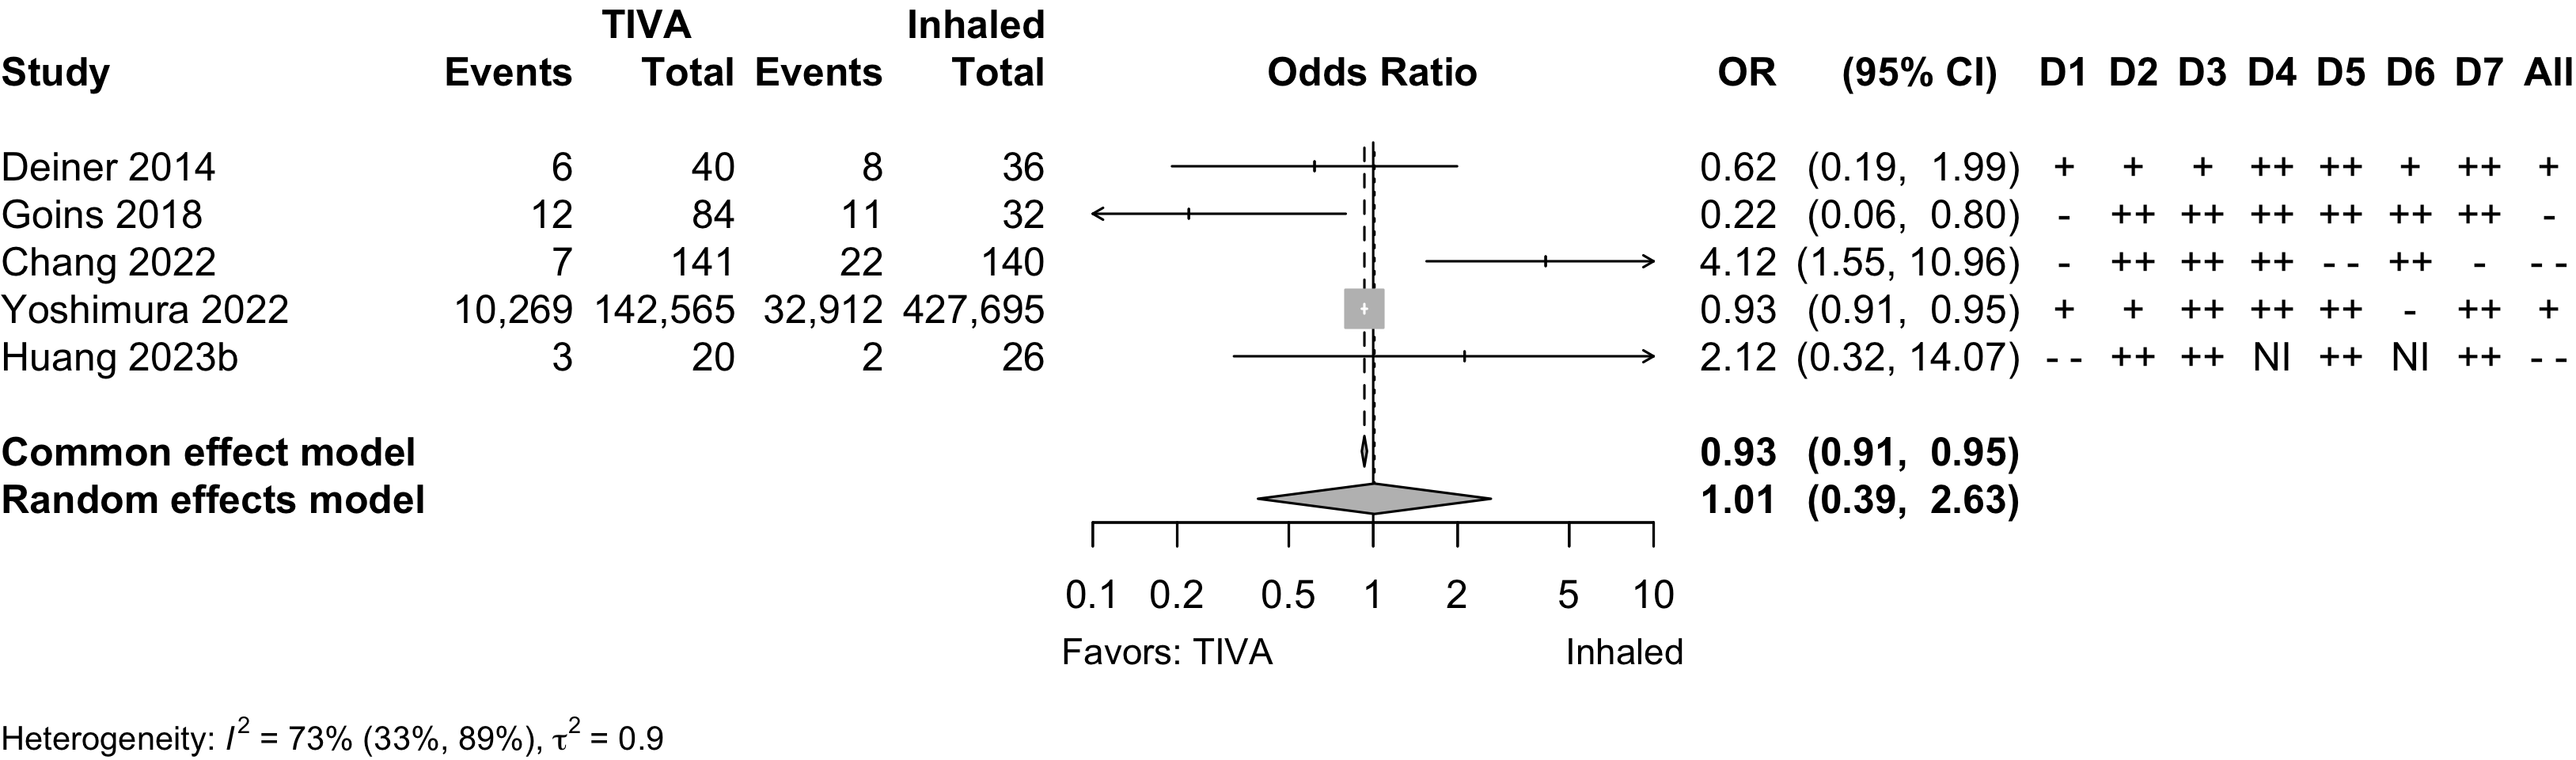 TIVA Inhaled
Study Events Total Events Total Odds Ratio OR (95% CI) D1 D2 D3 D4 D5 D6 D7 All
Deiner 2014 6 40 8 36 0.62 (0.19, 1.99) + + + ++ ++ + ++ +
Goins 2018 12 84 11 32 0.22 (0.06, 0.80) - ++ ++ ++ ++ ++ ++ -
Chang 2022 7 141 22 140 4.12 (1.55, 10.96) - ++ ++ ++ - - ++ - - -
Yoshimura 2022 10,269 142,565 32,912 427,695 0.93 (0.91, 0.95) + + ++ ++ ++ - ++ +
Huang 2023b 3 20 2 26 2.12 (0.32, 14.07) - - ++ ++ NI ++ NI ++ - -
Common effect model 0.93 (0.91, 0.95)
Random effects model 1.01 (0.39, 2.63)
0.1 0.2 0.5 1 2 5 10
Favors: TIVA Inhaled
Heterogeneity: I² = 73% (33%, 89%), τ² = 0.9